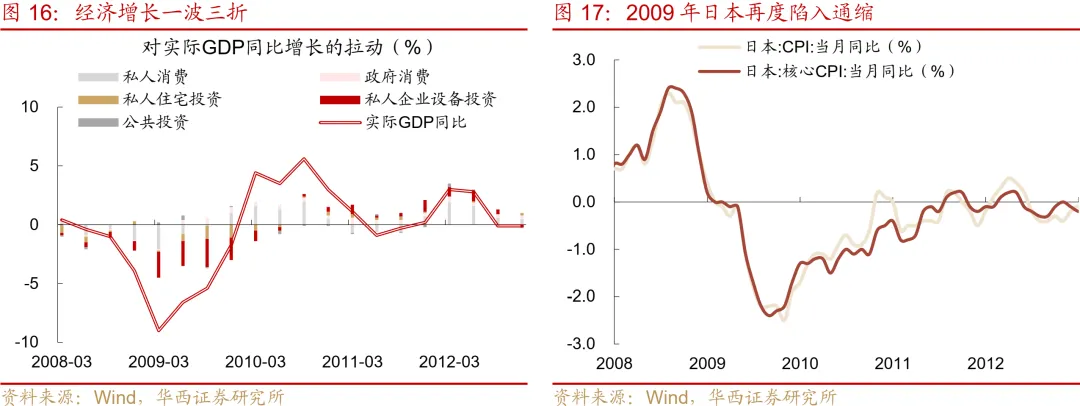 图 16：经济增长一波三折
对实际GDP同比增长的拉动（%）
私人消费
政府消费
私人住宅投资
私人企业设备投资
公共投资
实际GDP同比
10
5
0
-5
-10
2008-03
2009-03
2010-03
2011-03
2012-03
资料来源：Wind，华西证券研究所
图 17：2009 年日本再度陷入通缩
日本:CPI:当月同比（%）
日本:核心CPI:当月同比（%）
3.0
2.0
1.0
0.0
-1.0
-2.0
-3.0
2008
2009
2010
2011
2012
资料来源：Wind，华西证券研究所